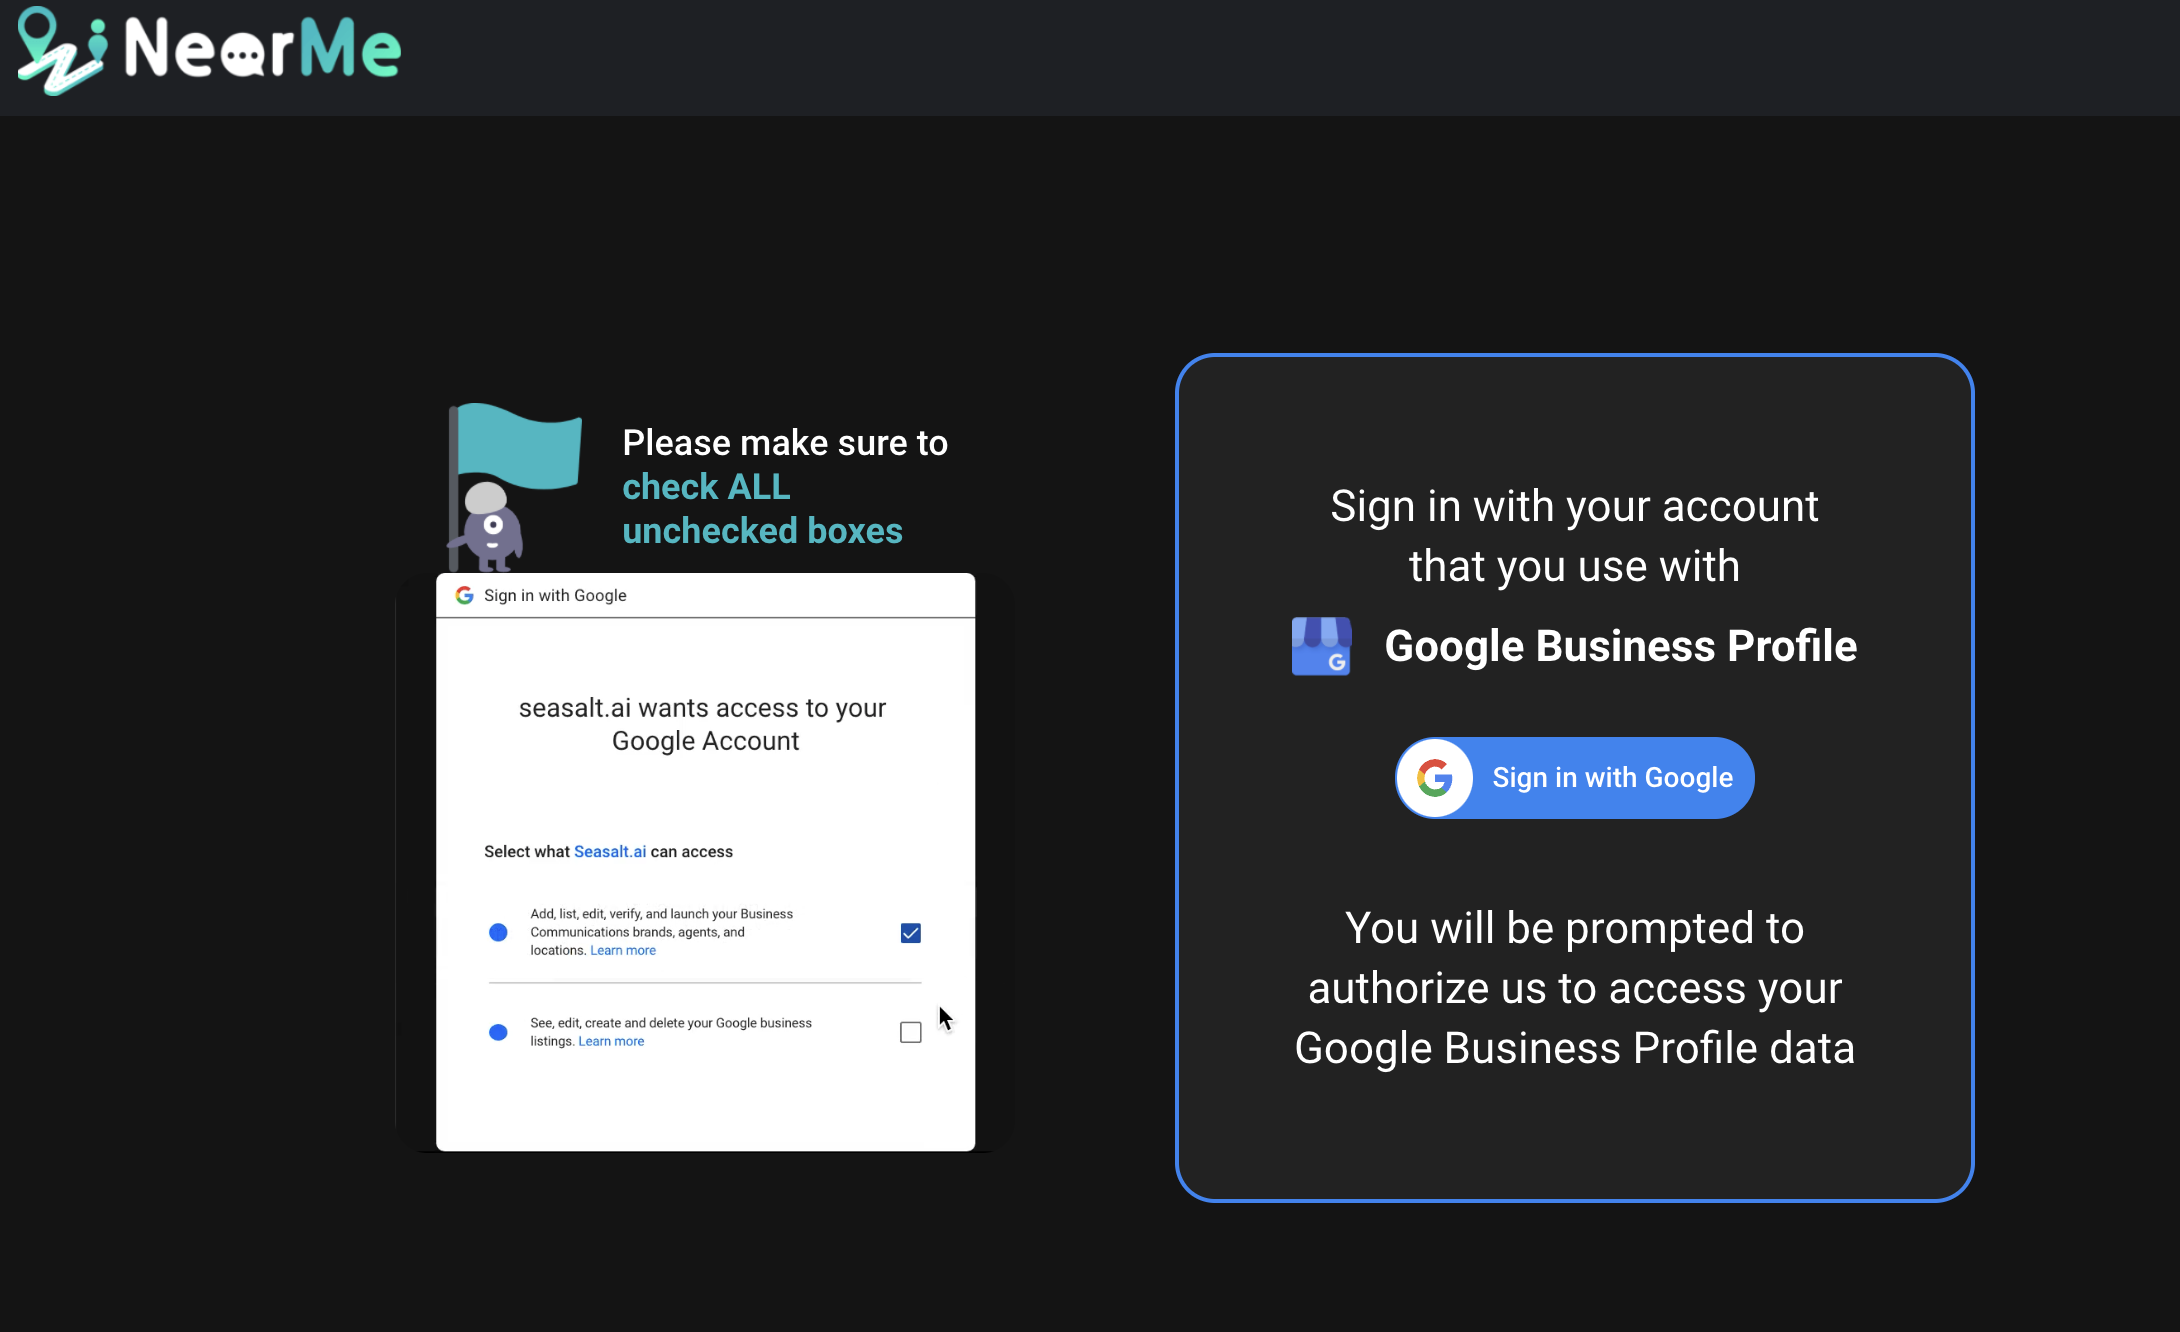 NearMe
Please make sure to
check ALL
unchecked boxes
Sign in with Google
seasalt.ai wants access to your
Google Account
Select what Seasalt.ai can access
Add, list, edit, verify, and launch your Business
Communications brands, agents, and
locations. Learn more
See, edit, create and delete your Google business
listings. Learn more
Sign in with your account
that you use with
G
Google Business Profile
Sign in with Google
You will be prompted to
authorize us to access your
Google Business Profile data